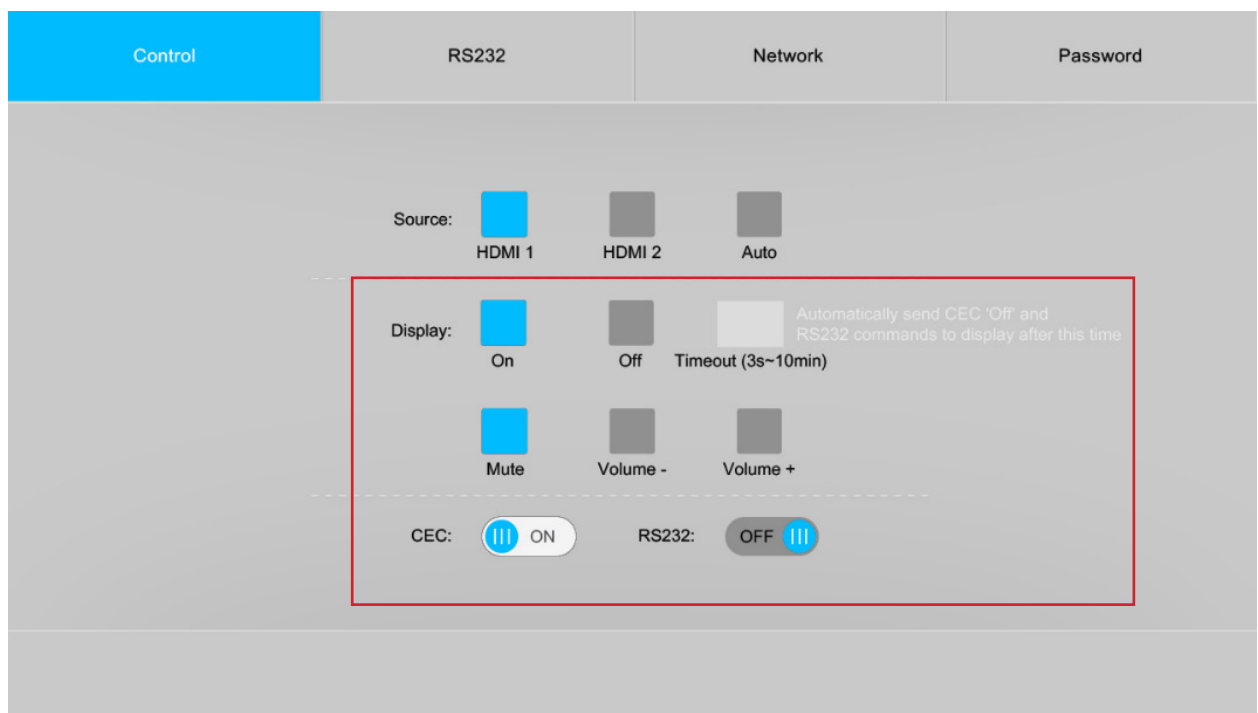 Control RS232 Network Password
Source:
HDMI 1 HDMI 2 Auto
Display:
Automatically send CEC 'Off' and
RS232 commands to display after this time
On Off Timeout (3s~10min)
Mute Volume - Volume +
CEC: ON RS232: OFF